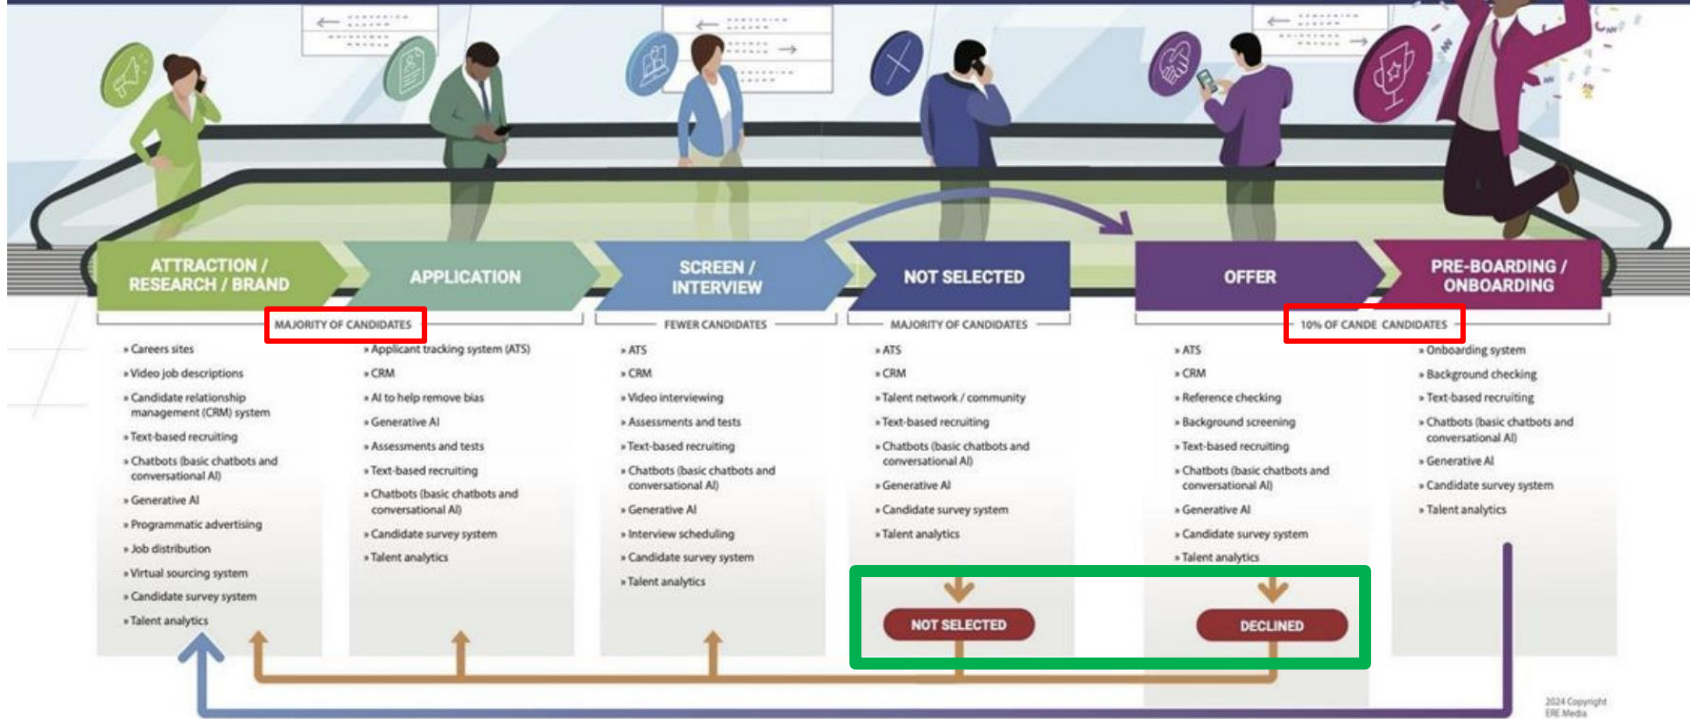 ATTRACTION /
RESEARCH / BRAND
APPLICATION
SCREEN /
INTERVIEW
NOT SELECTED
OFFER
PRE-BOARDING /
ONBOARDING
MAJORITY OF CANDIDATES
FEWER CANDIDATES
MAJORITY OF CANDIDATES
10% OF CANDE CANDIDATES
» Careers sites
» Video job descriptions
» Candidate relationship
management (CRM) system
» Text-based recruiting
» Chatbots (basic chatbots and
conversational AI)
» Generative AI
» Programmatic advertising
» Job distribution
» Virtual sourcing system
» Candidate survey system
» Talent analytics
» Applicant tracking system (ATS)
» CRM
» AI to help remove bias
» Generative AI
» Assessments and tests
» Text-based recruiting
» Chatbots (basic chatbots and
conversational AI)
» Candidate survey system
» Talent analytics
» ATS
» CRM
» Video interviewing
» Assessments and tests
» Text-based recruiting
» Chatbots (basic chatbots and
conversational AI)
» Generative AI
» Interview scheduling
» Candidate survey system
» Talent analytics
» ATS
» CRM
» Talent network / community
» Text-based recruiting
» Chatbots (basic chatbots and
conversational AI)
» Generative AI
» Candidate survey system
» Talent analytics
NOT SELECTED
» ATS
» CRM
» Reference checking
» Background screening
» Text-based recruiting
» Chatbots (basic chatbots and
conversational AI)
» Generative AI
» Candidate survey system
» Talent analytics
DECLINED
» Onboarding system
» Background checking
» Text-based recruiting
» Chatbots (basic chatbots and
conversational AI)
» Generative AI
» Candidate survey system
» Talent analytics
2024 Copyright
ERE Media